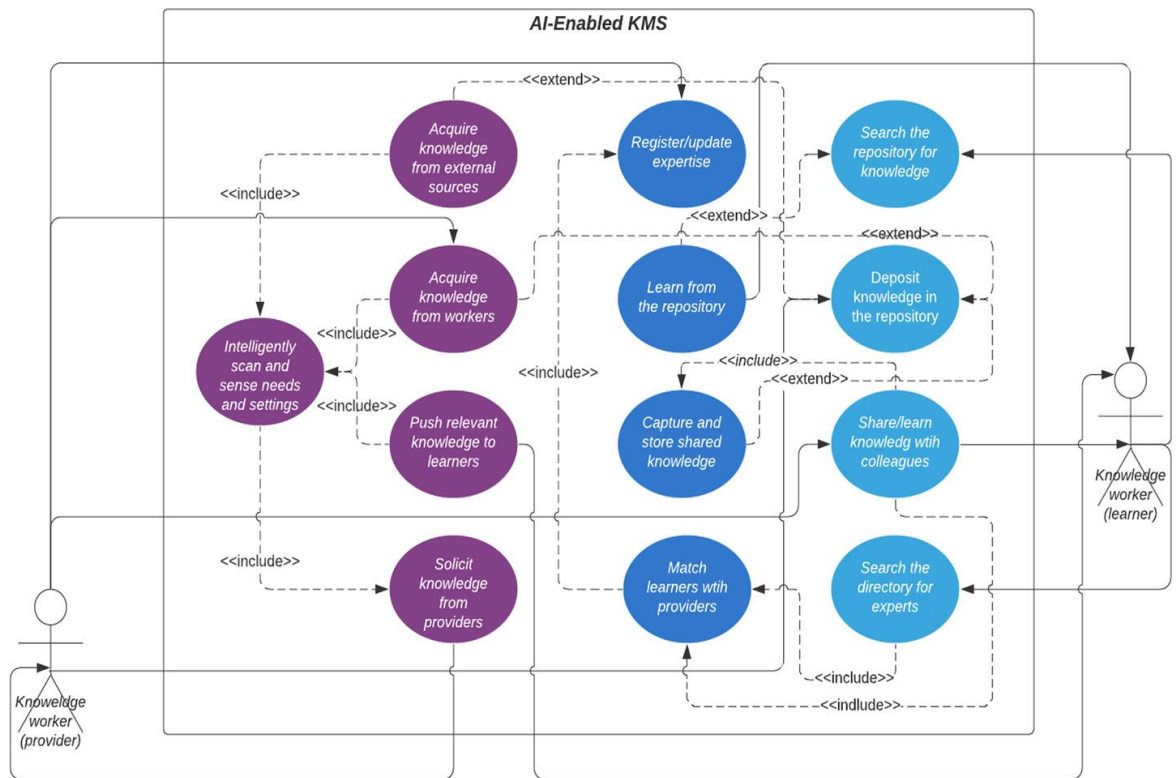 AI-Enabled KMS
<<extend>>
Acquire
knowledge
from external
sources
Register/update
expertise
Search the
repository for
knowledge
<<include>>
<<extend>>
<<extend>>
Acquire
knowledge
from workers
Learn from
the repository
Deposit
knowledge in
the repository
<<include>>
Intelligently
scan and
sense needs
and settings
<<include>>
<<include>>
<<extend>>
<<include>>
Push relevant
knowledge to
learners
Capture and
store shared
knowledge
Share/learn
knowledg wtih
colleagues
Knowledge
worker
(learner)
<<include>>
Solicit
knowledge
from
providers
Match
learners wtih
providers
Search the
directory for
experts
<<include>>
<<indlude>>
Knoweldge
worker
(provider)